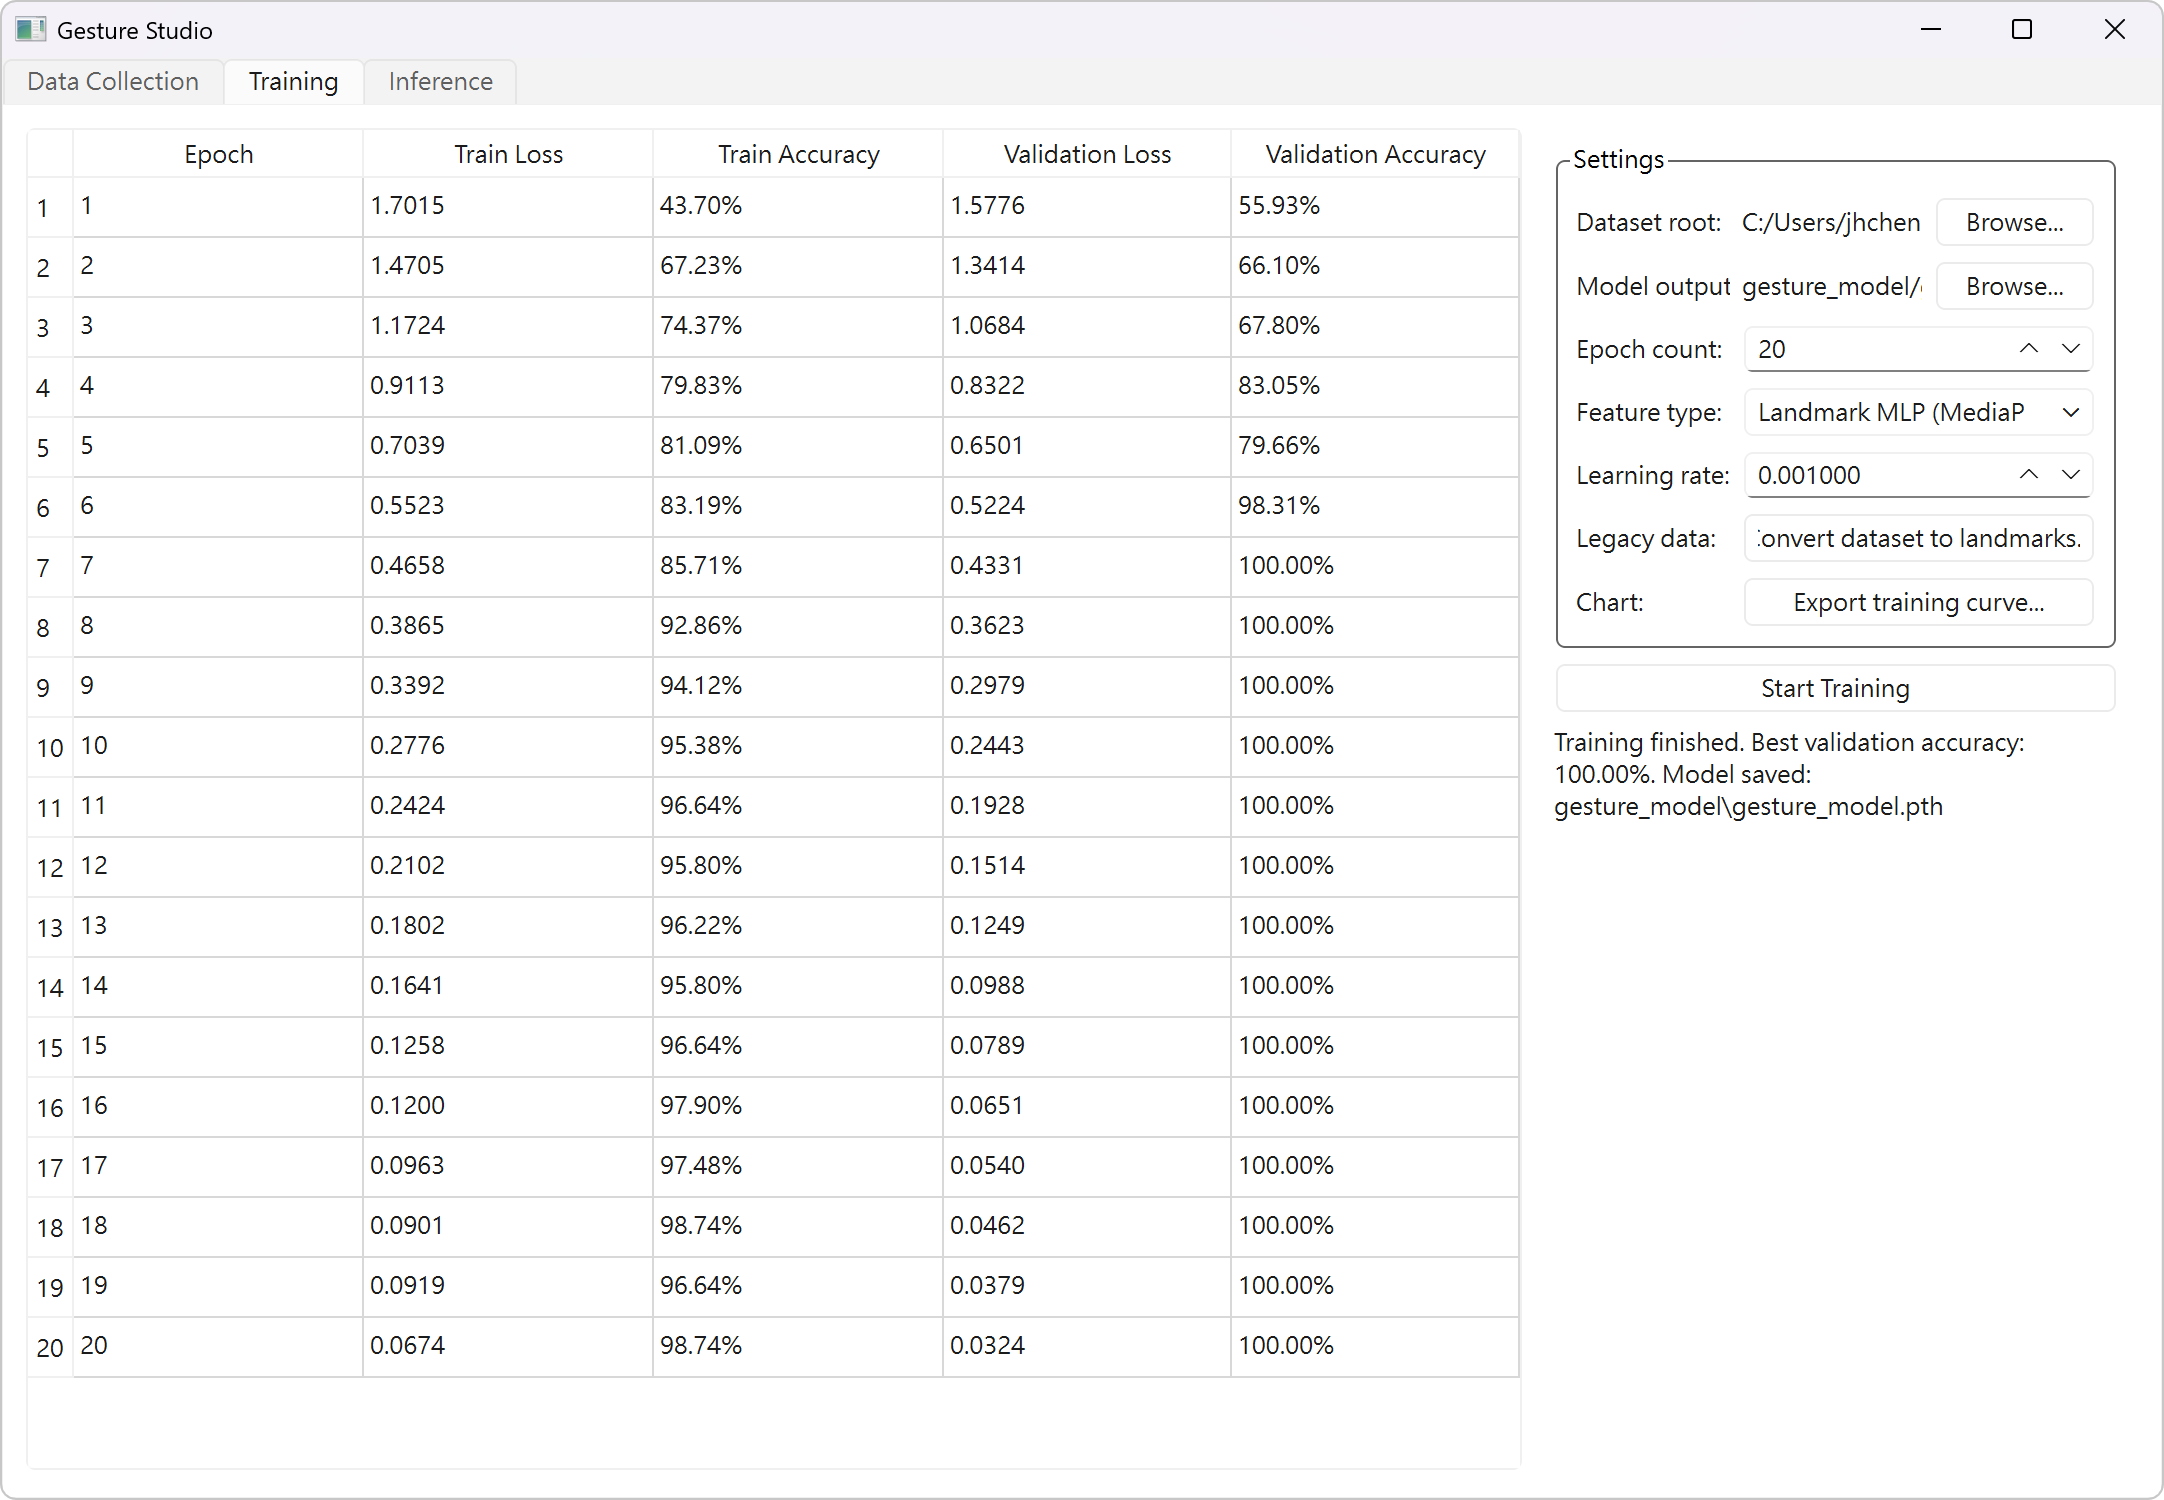 Gesture Studio
Data Collection Training Inference
Epoch Train Loss Train Accuracy Validation Loss Validation Accuracy
1 1 1.7015 43.70% 1.5776 55.93%
2 2 1.4705 67.23% 1.3414 66.10%
3 3 1.1724 74.37% 1.0684 67.80%
4 4 0.9113 79.83% 0.8322 83.05%
5 5 0.7039 81.09% 0.6501 79.66%
6 6 0.5523 83.19% 0.5224 98.31%
7 7 0.4658 85.71% 0.4331 100.00%
8 8 0.3865 92.86% 0.3623 100.00%
9 9 0.3392 94.12% 0.2979 100.00%
10 10 0.2776 95.38% 0.2443 100.00%
11 11 0.2424 96.64% 0.1928 100.00%
12 12 0.2102 95.80% 0.1514 100.00%
13 13 0.1802 96.22% 0.1249 100.00%
14 14 0.1641 95.80% 0.0988 100.00%
15 15 0.1258 96.64% 0.0789 100.00%
16 16 0.1200 97.90% 0.0651 100.00%
17 17 0.0963 97.48% 0.0540 100.00%
18 18 0.0901 98.74% 0.0462 100.00%
19 19 0.0919 96.64% 0.0379 100.00%
20 20 0.0674 98.74% 0.0324 100.00%
Settings
Dataset root: C:/Users/jhchen Browse...
Model output gesture_model/ Browse...
Epoch count: 20
Feature type: Landmark MLP (MediaP
Learning rate: 0.001000
Legacy data: onvert dataset to landmarks.
Chart: Export training curve...
Start Training
Training finished. Best validation accuracy:
100.00%. Model saved:
gesture_model\gesture_model.pth